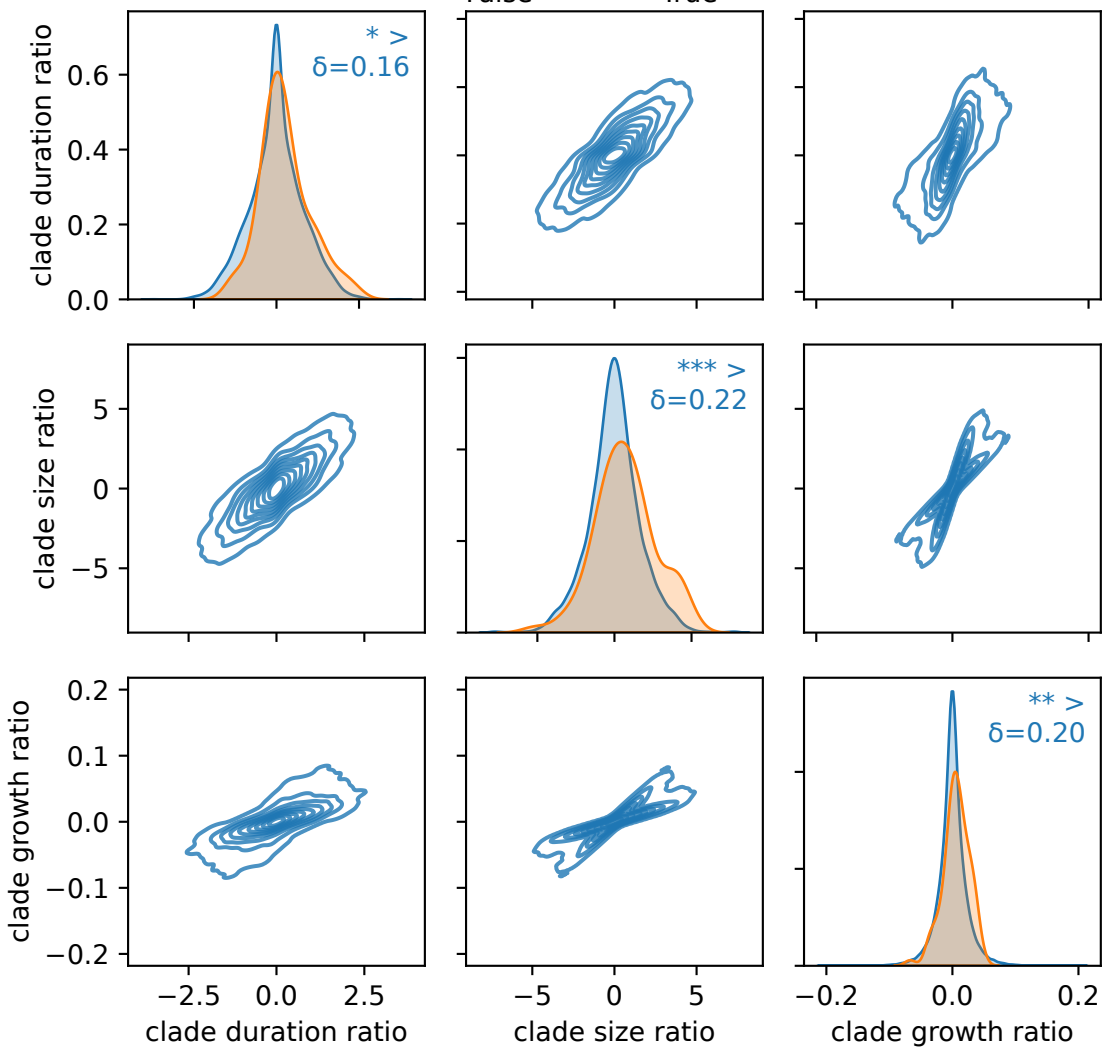 False True
clade duration ratio
0.6
0.4
0.2
0.0
* >
δ=0.16
clade size ratio
5
0
−5
*** >
δ=0.22
clade growth ratio
0.2
0.1
0.0
−0.1
−0.2
** >
δ=0.20
−2.5 0.0 2.5
−5 0 5
−0.2 0.0 0.2
clade duration ratio
clade size ratio
clade growth ratio